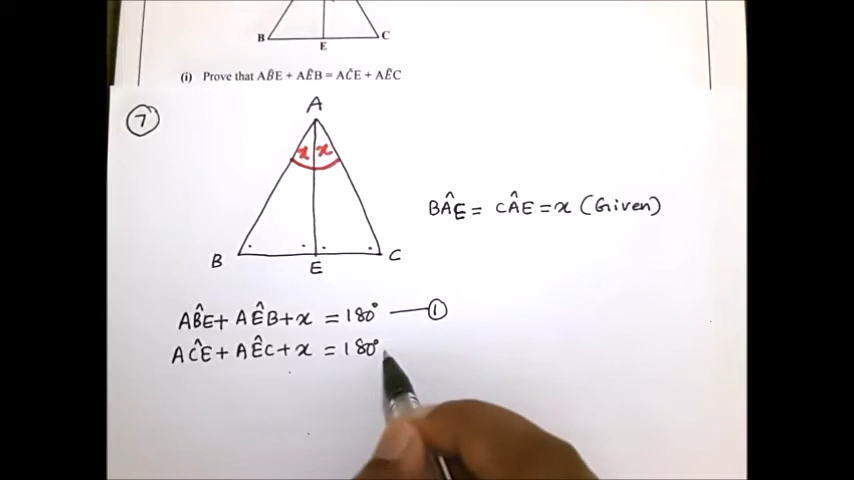 B
C
E
(i) Prove that AB̂E + AÊB = AĈE + AÊC
7
A
x x
BÂE = CÂE = x (Given)
B
E
C
AB̂E + AÊB + x = 180° — 1
AĈE + AÊC + x = 180°